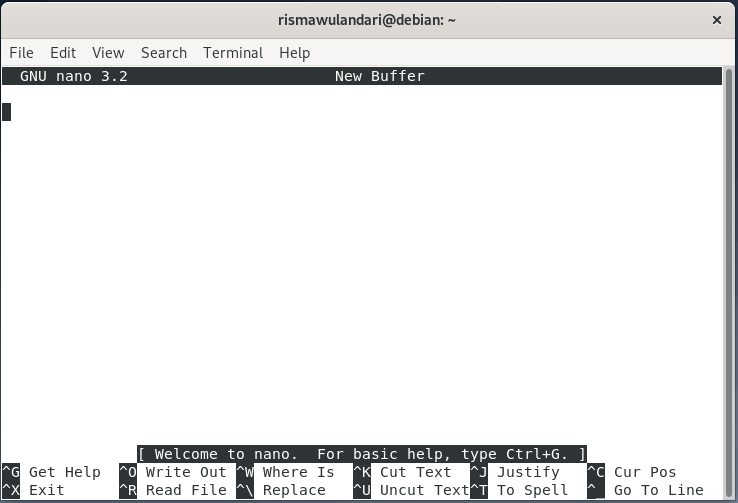 rismawulandari@debian: ~ ×
File Edit View Search Terminal Help
GNU nano 3.2 New Buffer
[ Welcome to nano.  For basic help, type Ctrl+G. ]
^G Get Help ^O Write Out ^W Where Is ^K Cut Text ^J Justify ^C Cur Pos
^X Exit ^R Read File ^\ Replace ^U Uncut Text ^T To Spell ^_ Go To Line